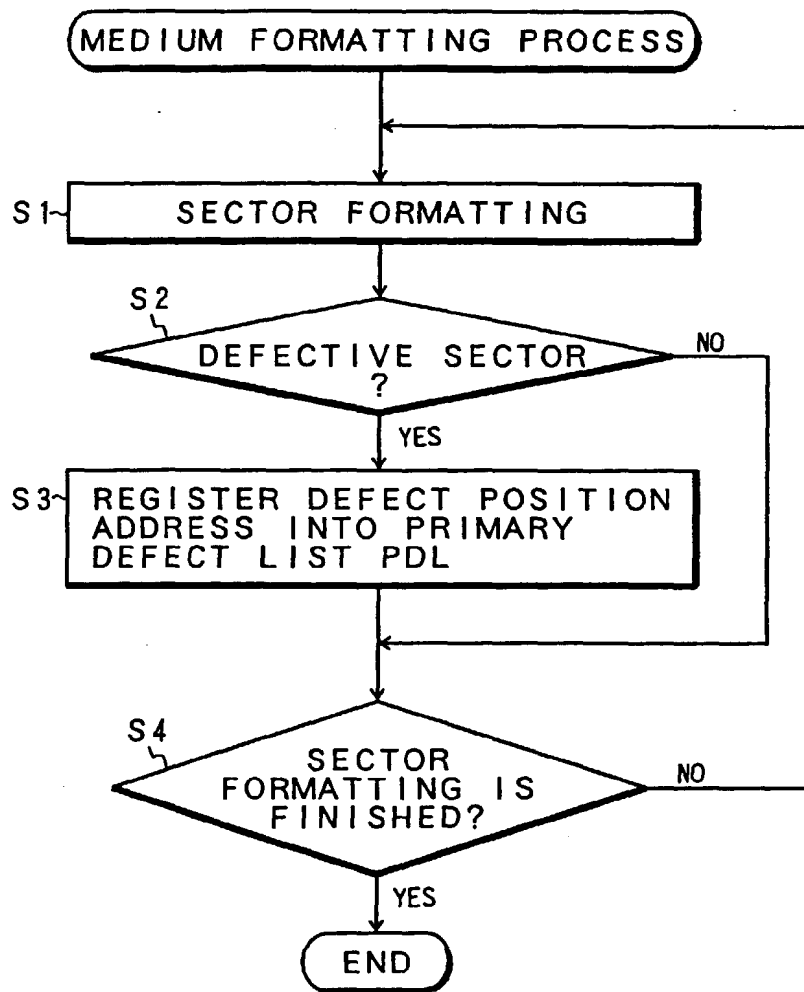 MEDIUM FORMATTING PROCESS
S1
SECTOR FORMATTING
S2
DEFECTIVE SECTOR
?
NO
YES
S3
REGISTER DEFECT POSITION
ADDRESS INTO PRIMARY
DEFECT LIST PDL
S4
SECTOR
FORMATTING IS
FINISHED?
NO
YES
END